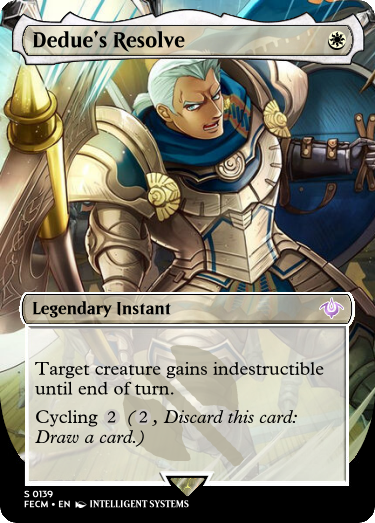 Dedue's Resolve
Legendary Instant
Target creature gains indestructible
until end of turn.
Cycling 2 (2, Discard this card:
Draw a card.)
S 0139
FECM • EN INTELLIGENT SYSTEMS